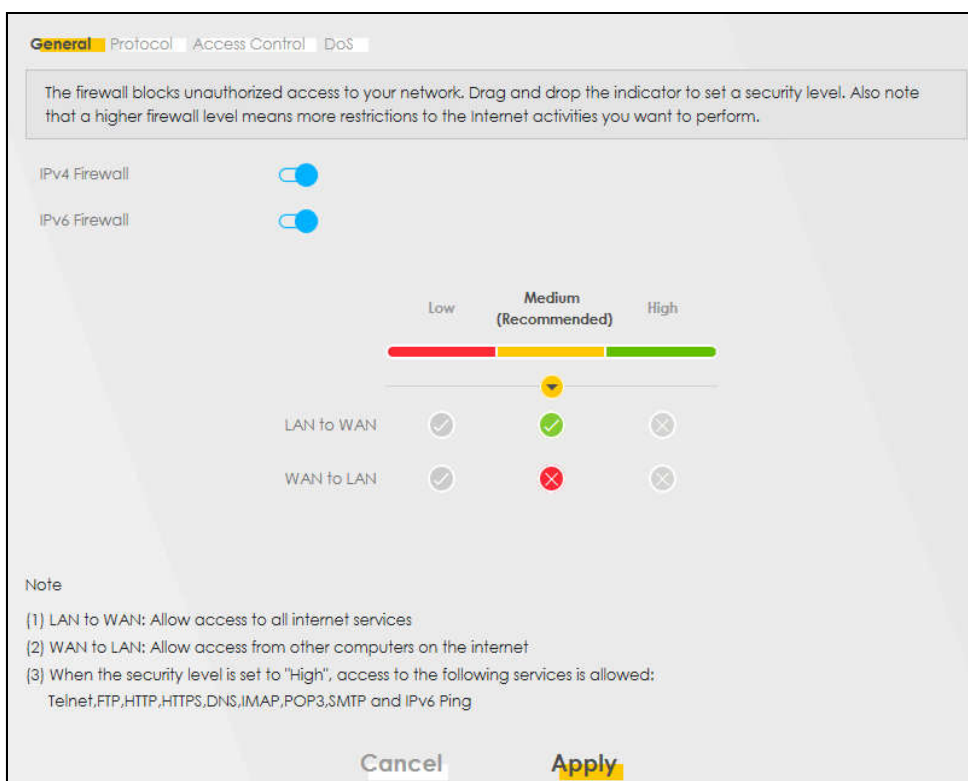 General Protocol Access Control DoS
The firewall blocks unauthorized access to your network. Drag and drop the indicator to set a security level. Also note
that a higher firewall level means more restrictions to the Internet activities you want to perform.
IPv4 Firewall
IPv6 Firewall
Low Medium High
(Recommended)
LAN to WAN
WAN to LAN
Note
(1) LAN to WAN: Allow access to all internet services
(2) WAN to LAN: Allow access from other computers on the internet
(3) When the security level is set to "High", access to the following services is allowed:
Telnet,FTP,HTTP,HTTPS,DNS,IMAP,POP3,SMTP and IPv6 Ping
Cancel Apply